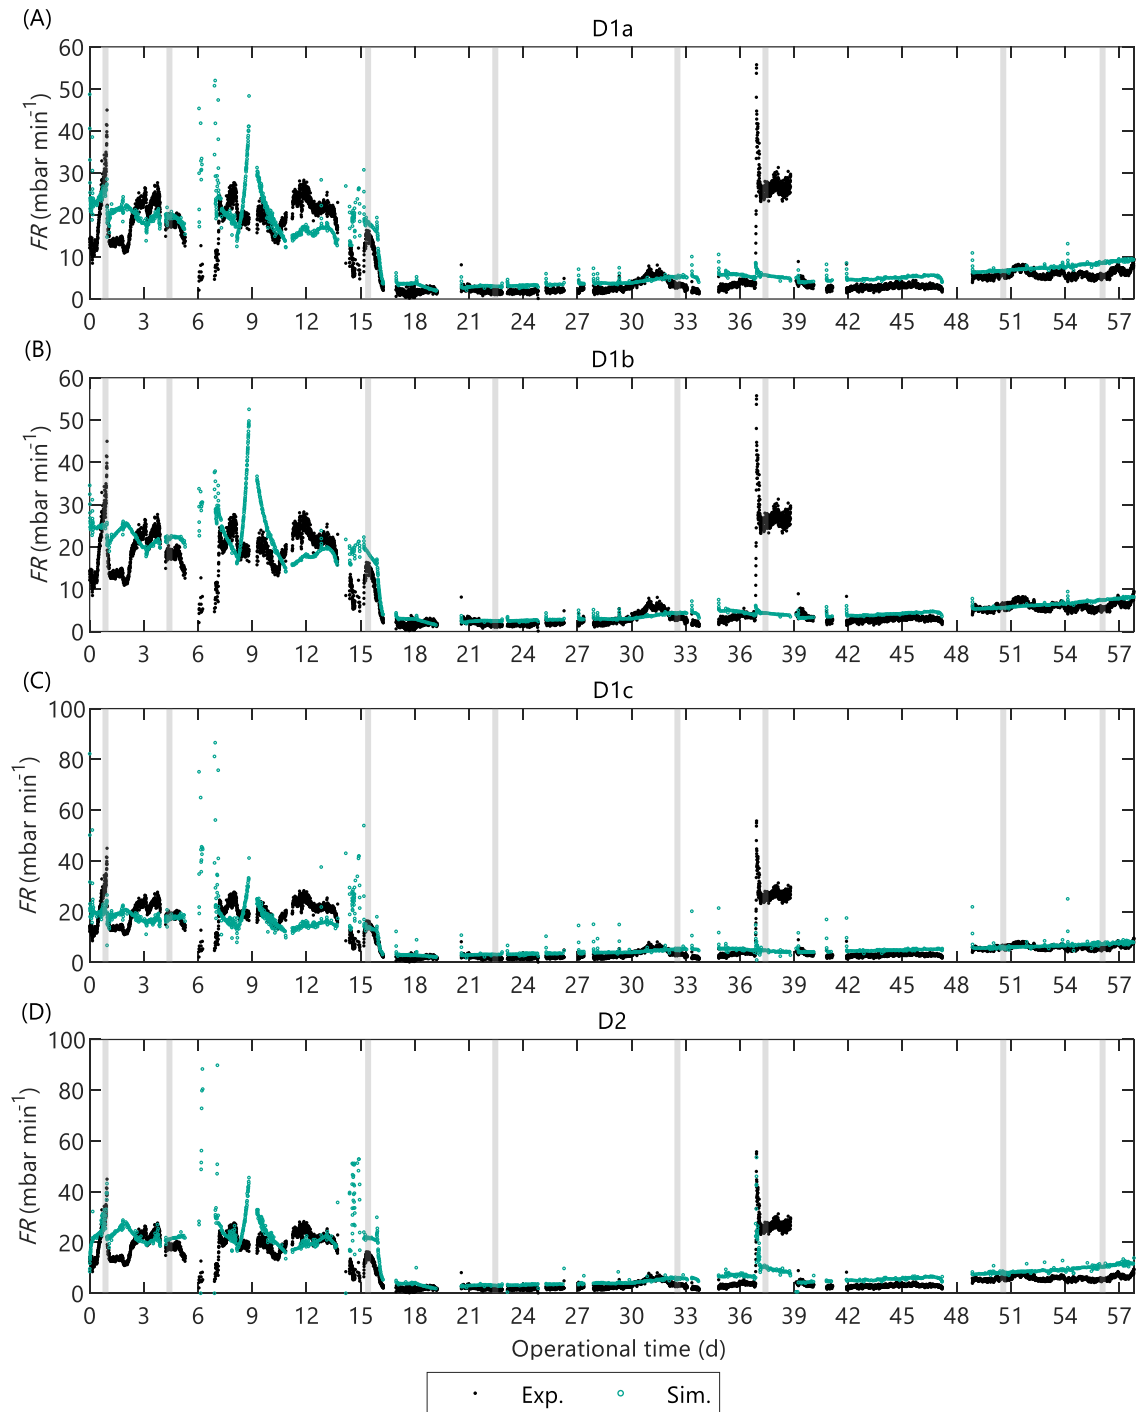 (A)
D1a
FR (mbar min⁻¹)
60
50
40
30
20
10
0
0 3 6 9 12 15 18 21 24 27 30 33 36 39 42 45 48 51 54 57
(B)
D1b
FR (mbar min⁻¹)
60
50
40
30
20
10
0
0 3 6 9 12 15 18 21 24 27 30 33 36 39 42 45 48 51 54 57
(C)
D1c
FR (mbar min⁻¹)
100
80
60
40
20
0
0 3 6 9 12 15 18 21 24 27 30 33 36 39 42 45 48 51 54 57
(D)
D2
FR (mbar min⁻¹)
100
80
60
40
20
0
0 3 6 9 12 15 18 21 24 27 30 33 36 39 42 45 48 51 54 57
Operational time (d)
Exp. Sim.